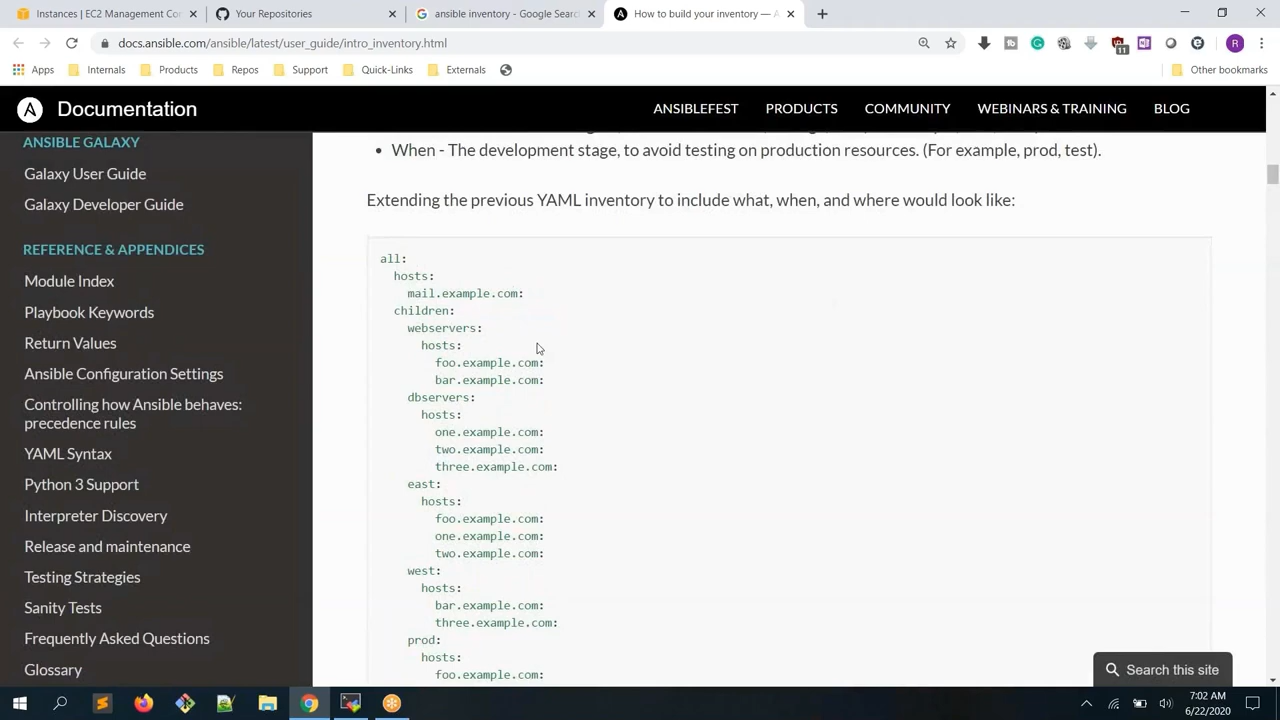 Instances | EC2 Management Con
Your Repositories
ansible inventory - Google Search
How to build your inventory — A
docs.ansible.com/ansible/latest/user_guide/intro_inventory.html
11
R
Apps
Internals
Products
Repos
Support
Quick-Links
Externals
Other bookmarks
Documentation
ANSIBLEFEST
PRODUCTS
COMMUNITY
WEBINARS & TRAINING
BLOG
ANSIBLE GALAXY
Galaxy User Guide
Galaxy Developer Guide
REFERENCE & APPENDICES
Module Index
Playbook Keywords
Return Values
Ansible Configuration Settings
Controlling how Ansible behaves:
precedence rules
YAML Syntax
Python 3 Support
Interpreter Discovery
Release and maintenance
Testing Strategies
Sanity Tests
Frequently Asked Questions
Glossary
• When - The development stage, to avoid testing on production resources. (For example, prod, test).
Extending the previous YAML inventory to include what, when, and where would look like:
all:
hosts:
mail.example.com:
children:
webservers:
hosts:
foo.example.com:
bar.example.com:
dbservers:
hosts:
one.example.com:
two.example.com:
three.example.com:
east:
hosts:
foo.example.com:
one.example.com:
two.example.com:
west:
hosts:
bar.example.com:
three.example.com:
prod:
hosts:
foo.example.com:
Search this site
7:02 AM
6/22/2020